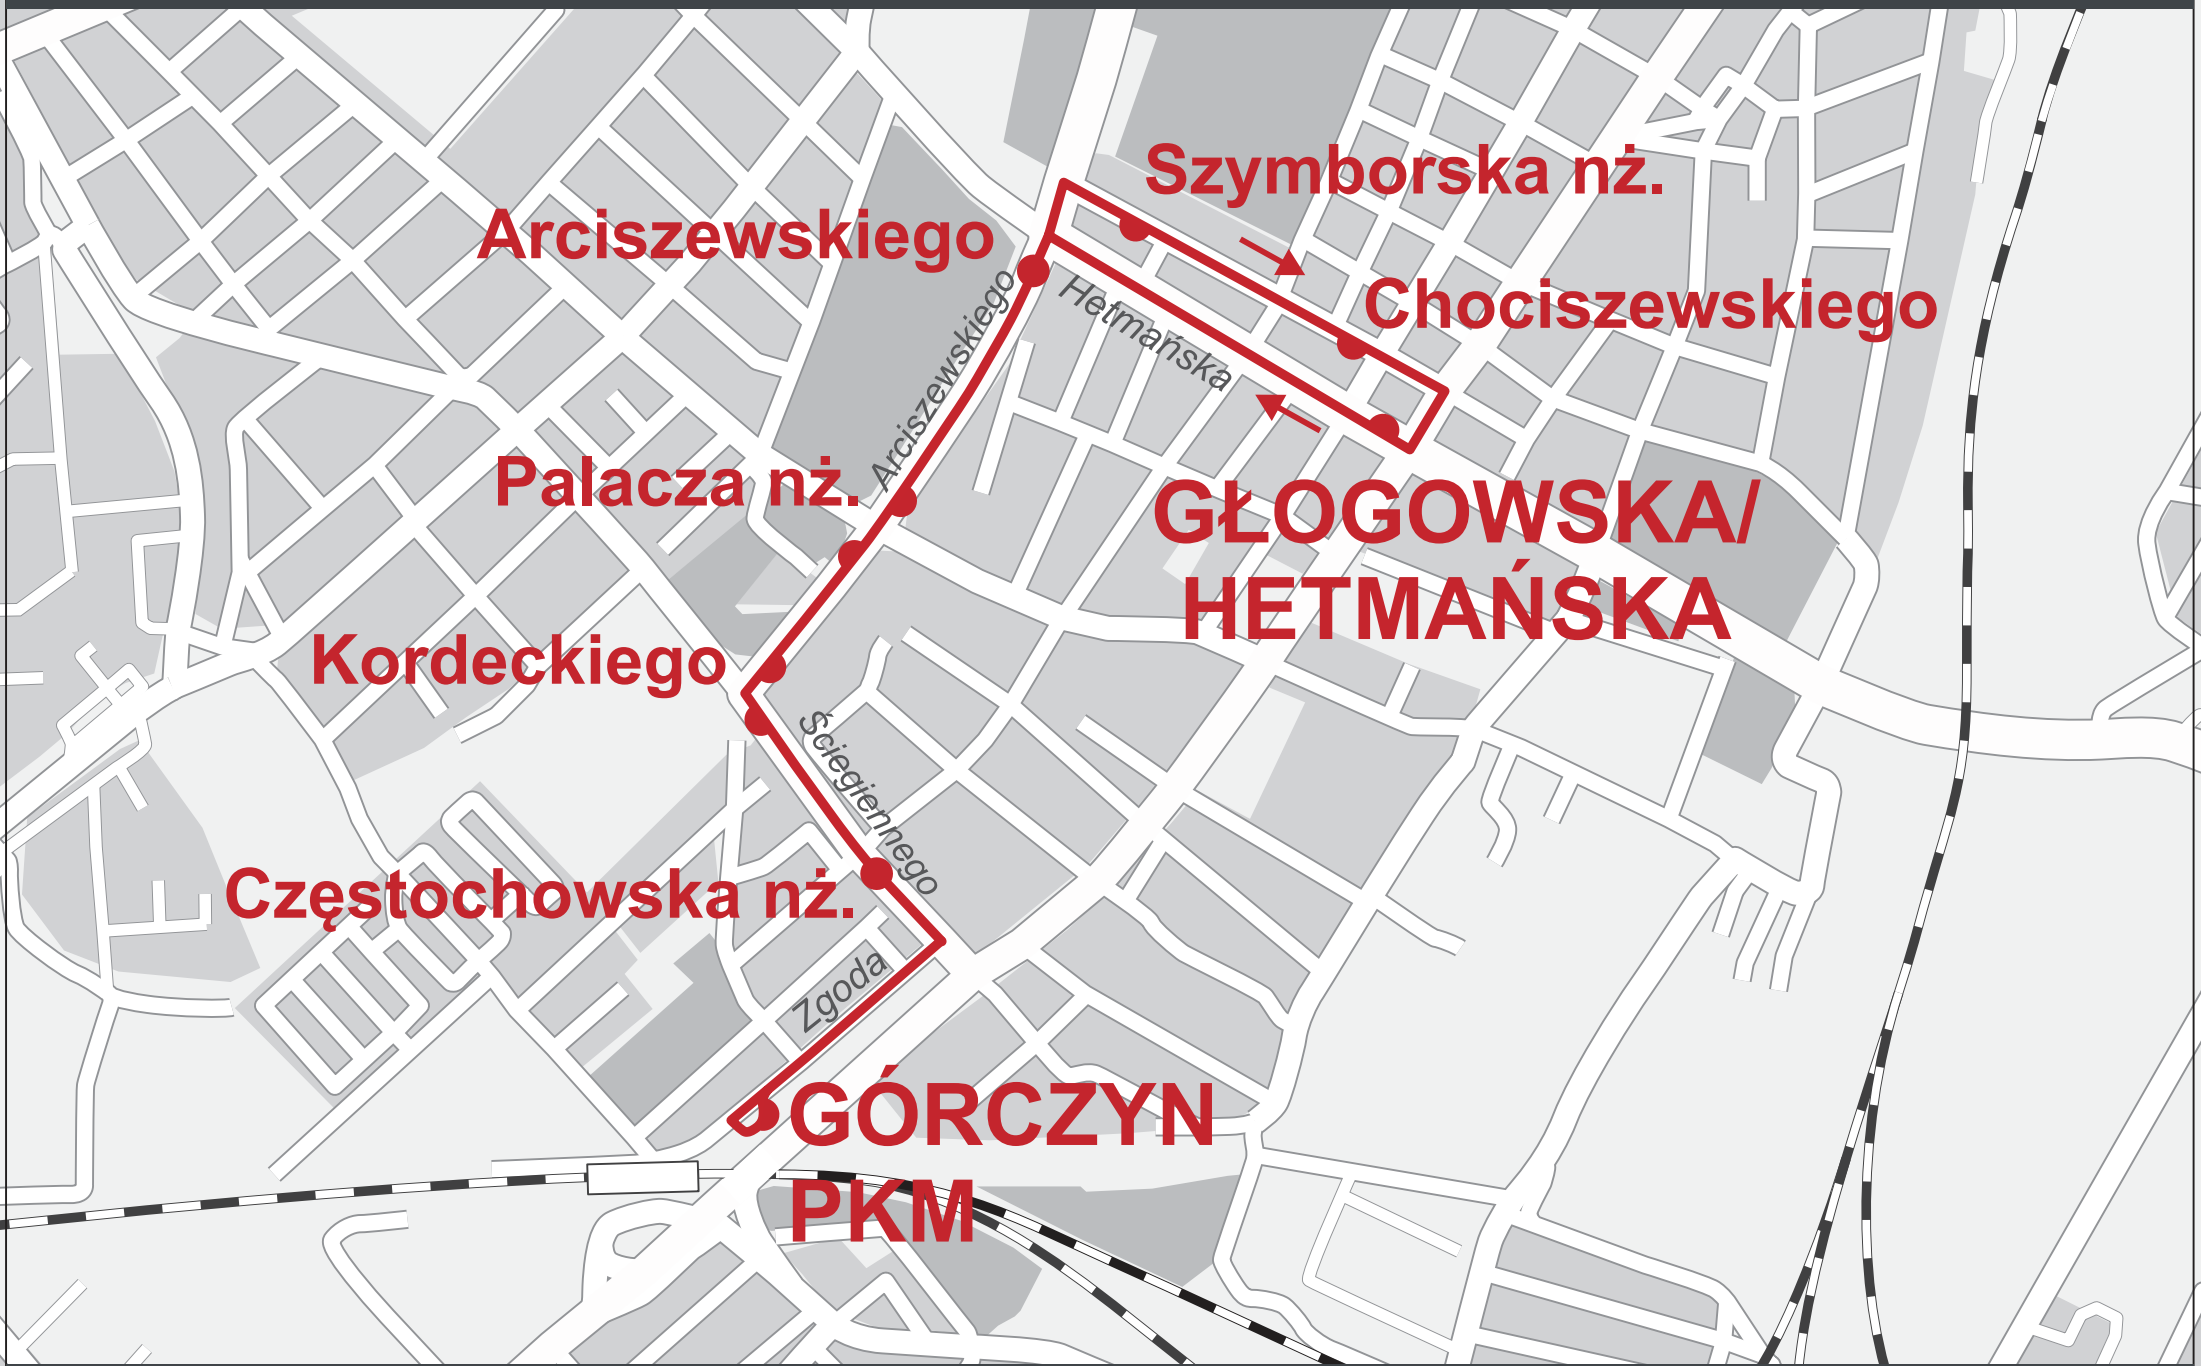 Szymborska nż.
Arciszewskiego
Chociszewskiego
Hetmańska
Arciszewskiego
Palacza nż.
GŁOGOWSKA/
HETMAŃSKA
Kordeckiego
Ściegiennego
Częstochowska nż.
Zgoda
GÓRCZYN
PKM